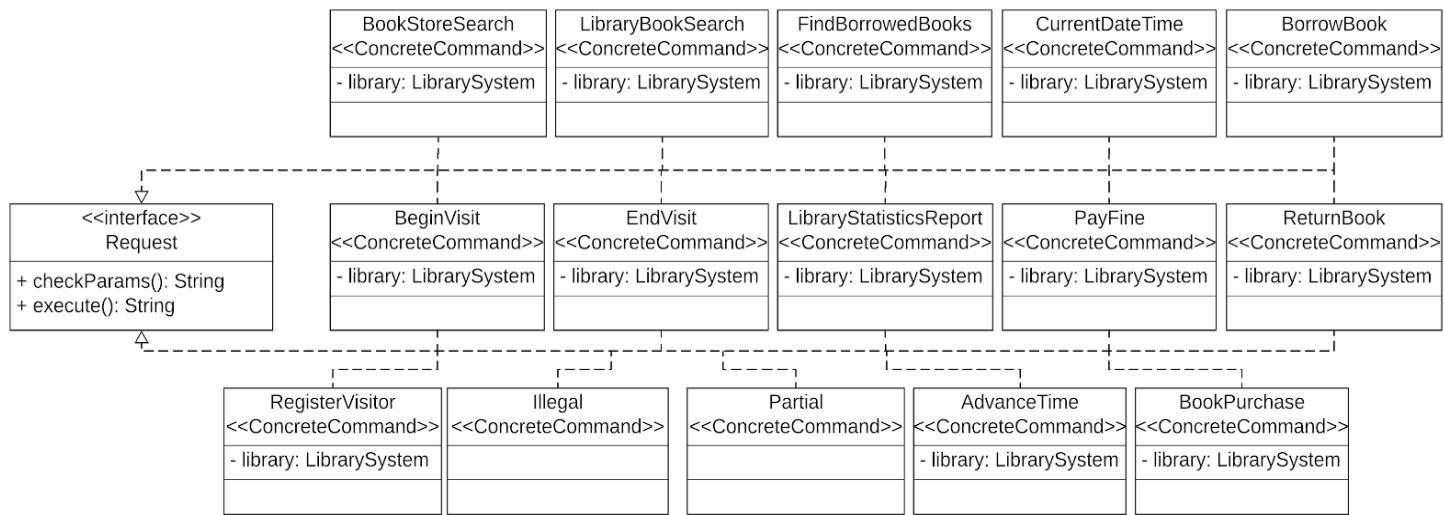 BookStoreSearch
<<ConcreteCommand>>
- library: LibrarySystem
LibraryBookSearch
<<ConcreteCommand>>
- library: LibrarySystem
FindBorrowedBooks
<<ConcreteCommand>>
- library: LibrarySystem
CurrentDateTime
<<ConcreteCommand>>
- library: LibrarySystem
BorrowBook
<<ConcreteCommand>>
- library: LibrarySystem
<<interface>>
Request
+ checkParams(): String
+ execute(): String
BeginVisit
<<ConcreteCommand>>
- library: LibrarySystem
EndVisit
<<ConcreteCommand>>
- library: LibrarySystem
LibraryStatisticsReport
<<ConcreteCommand>>
- library: LibrarySystem
PayFine
<<ConcreteCommand>>
- library: LibrarySystem
ReturnBook
<<ConcreteCommand>>
- library: LibrarySystem
RegisterVisitor
<<ConcreteCommand>>
- library: LibrarySystem
Illegal
<<ConcreteCommand>>
Partial
<<ConcreteCommand>>
AdvanceTime
<<ConcreteCommand>>
- library: LibrarySystem
BookPurchase
<<ConcreteCommand>>
- library: LibrarySystem